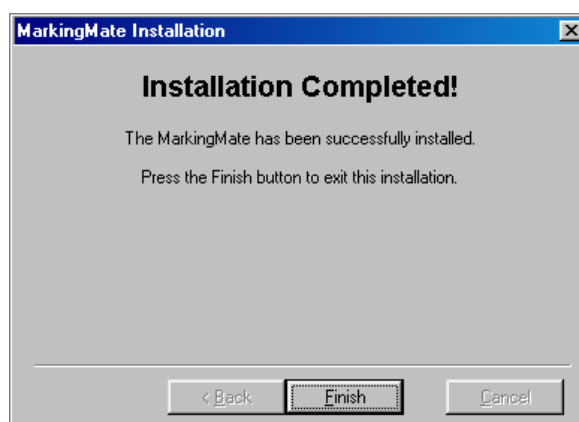 MarkingMate Installation
Installation Completed!
The MarkingMate has been successfully installed.
Press the Finish button to exit this installation.
< Back Finish Cancel